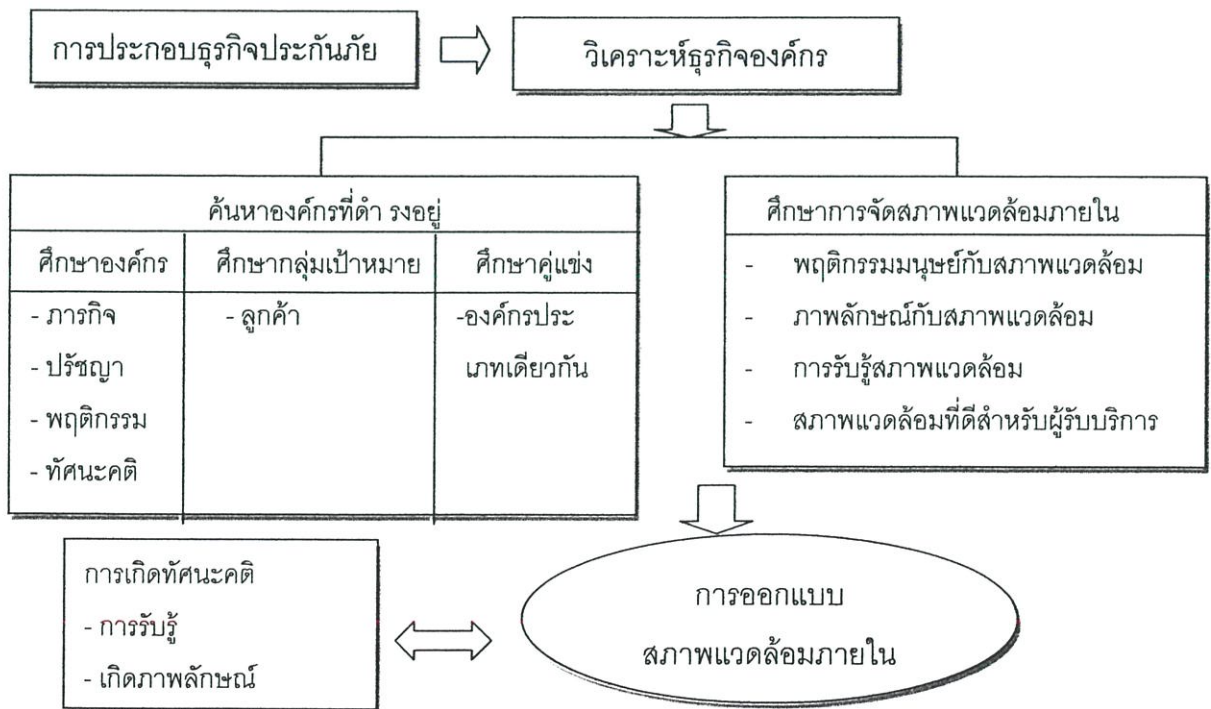 การประกอบธุรกิจประกันภัย
วิเคราะห์ธุรกิจองค์กร
ค้นหาองค์กรที่ดำ รงอยู่
ศึกษาองค์กร
ศึกษากลุ่มเป้าหมาย
ศึกษาคู่แข่ง
- ภารกิจ
- ปรัชญา
- พฤติกรรม
- ทัศนะคติ
- ลูกค้า
-องค์กรประ
เภทเดียวกัน
ศึกษาการจัดสภาพแวดล้อมภายใน
- พฤติกรรมมนุษย์กับสภาพแวดล้อม
- ภาพลักษณ์กับสภาพแวดล้อม
- การรับรู้สภาพแวดล้อม
- สภาพแวดล้อมที่ดีสำหรับผู้รับบริการ
การเกิดทัศนะคติ
- การรับรู้
- เกิดภาพลักษณ์
การออกแบบ
สภาพแวดล้อมภายใน